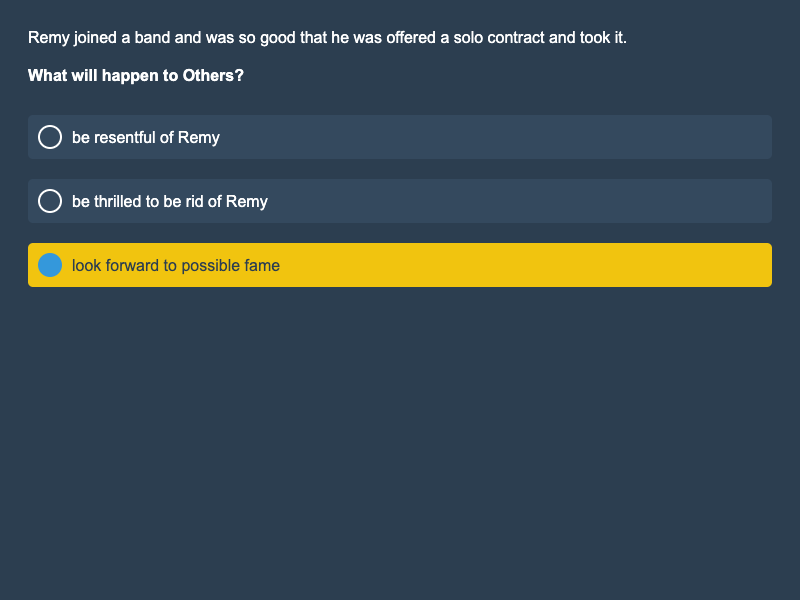 Remy joined a band and was so good that he was offered a solo contract and took it.
What will happen to Others?
be resentful of Remy
be thrilled to be rid of Remy
look forward to possible fame